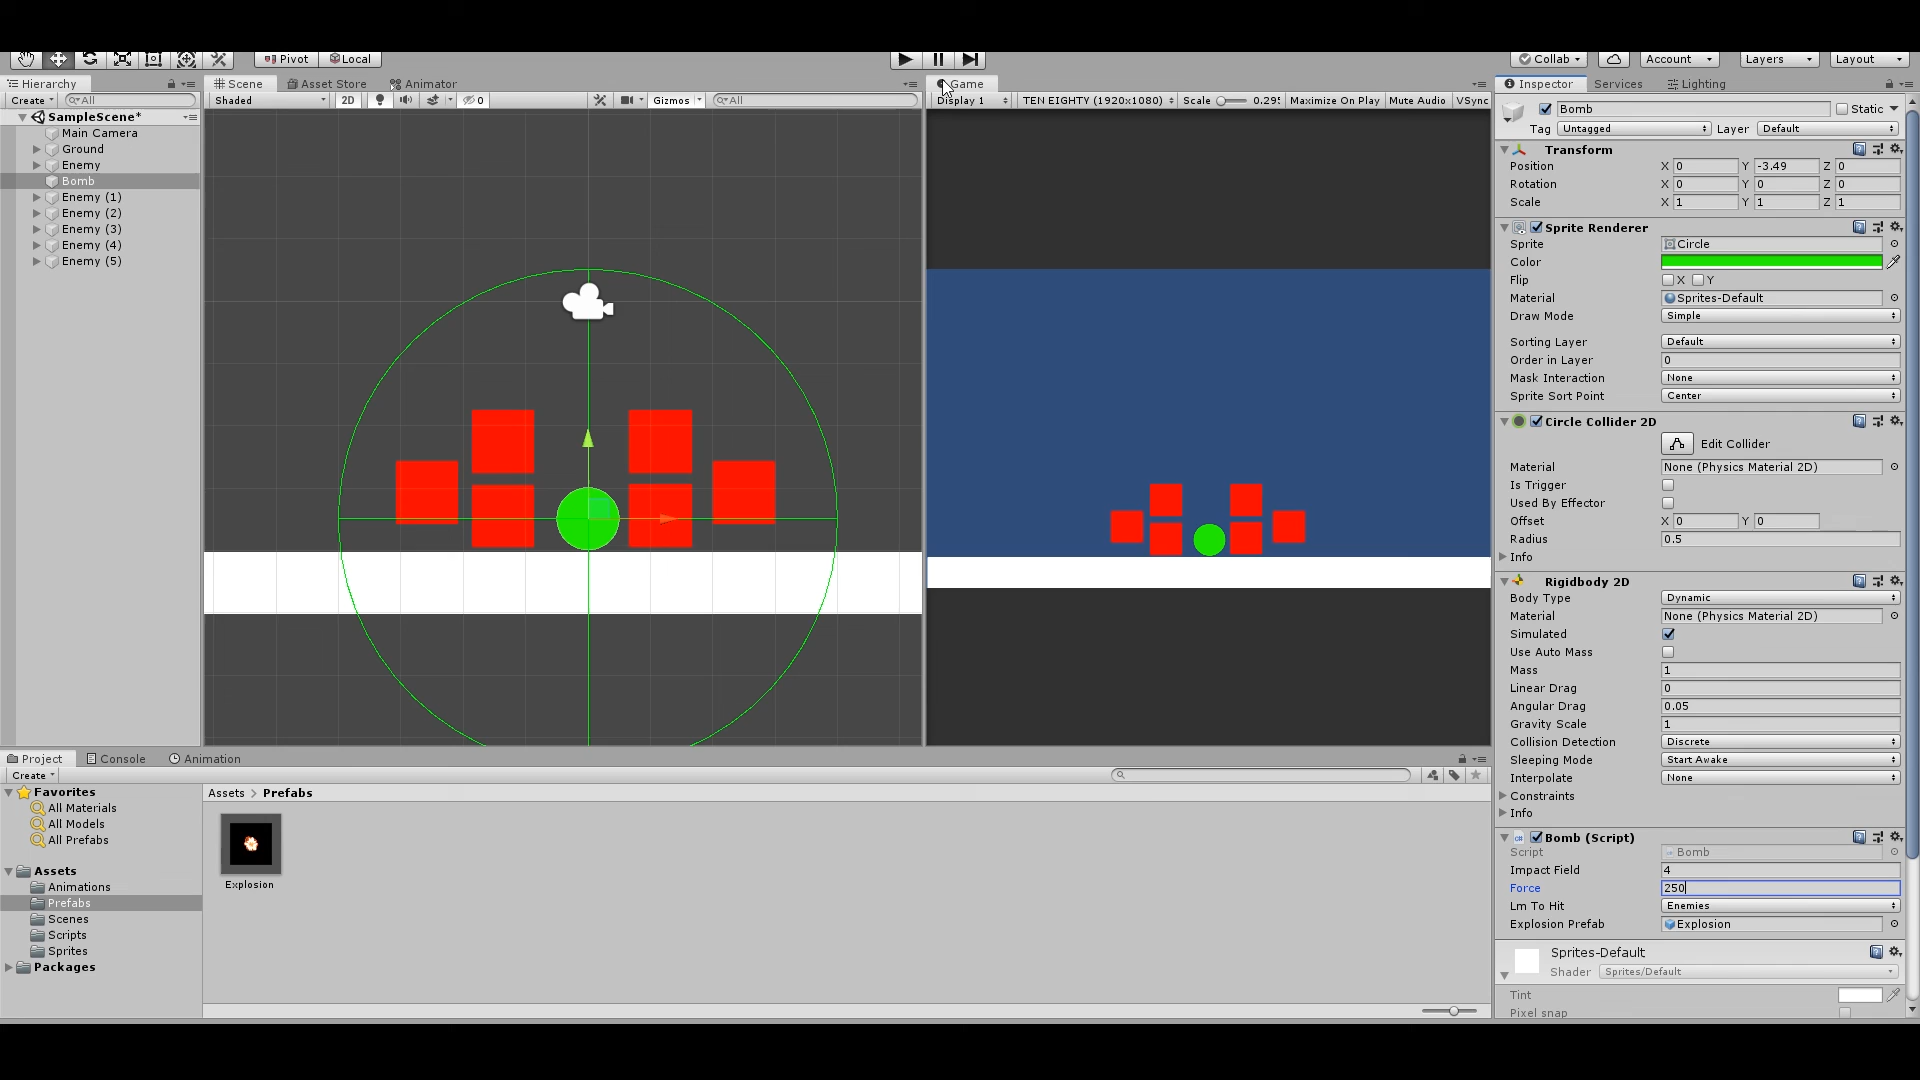 Pivot Local Collab Account Layers Layout
Hierarchy Scene Asset Store Animator Game Inspector Services Lighting
Create All Shaded 2D 0 Gizmos All Display 1 TEN EIGHTY (1920x1080) Scale 0.295 Maximize On Play Mute Audio VSync
SampleScene*
Main Camera
Ground
Enemy
Bomb
Enemy (1)
Enemy (2)
Enemy (3)
Enemy (4)
Enemy (5)
Bomb Static
Tag Untagged Layer Default
Transform
Position X 0 Y -3.49 Z 0
Rotation X 0 Y 0 Z 0
Scale X 1 Y 1 Z 1
Sprite Renderer
Sprite Circle
Color
Flip X Y
Material Sprites-Default
Draw Mode Simple
Sorting Layer Default
Order in Layer 0
Mask Interaction None
Sprite Sort Point Center
Circle Collider 2D
Edit Collider
Material None (Physics Material 2D)
Is Trigger
Used By Effector
Offset X 0 Y 0
Radius 0.5
Info
Rigidbody 2D
Body Type Dynamic
Material None (Physics Material 2D)
Simulated
Use Auto Mass
Mass 1
Linear Drag 0
Angular Drag 0.05
Gravity Scale 1
Collision Detection Discrete
Sleeping Mode Start Awake
Interpolate None
Constraints
Info
Bomb (Script)
Script Bomb
Impact Field 4
Force 250
Lm To Hit Enemies
Explosion Prefab Explosion
Sprites-Default
Shader Sprites/Default
Tint
Pixel snap
Project Console Animation
Create
Favorites
All Materials
All Models
All Prefabs
Assets
Animations
Prefabs
Scenes
Scripts
Sprites
Packages
Assets > Prefabs
Explosion